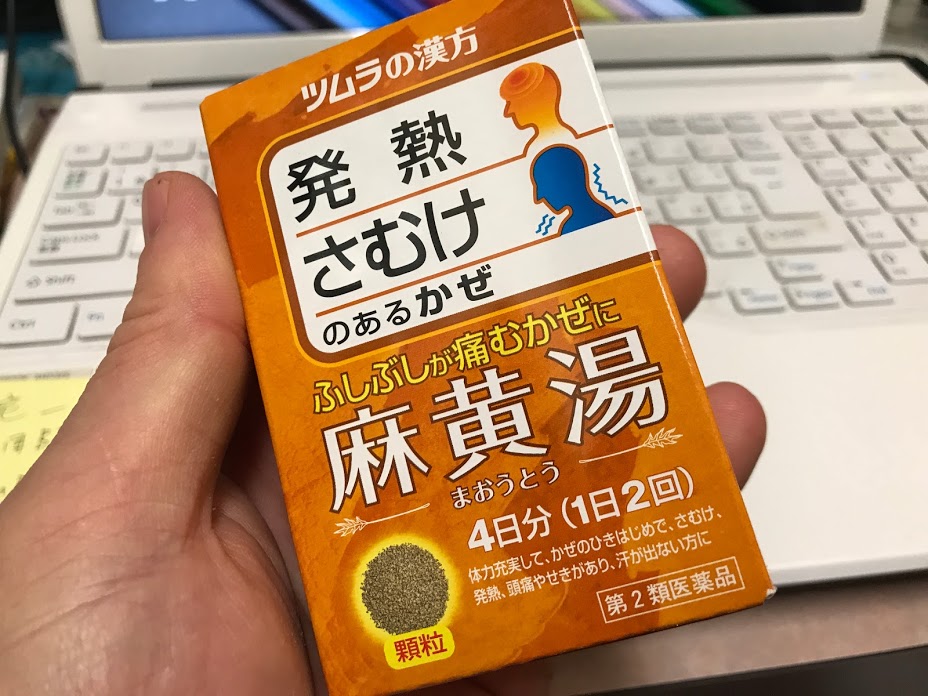 ツムラの漢方
発熱
さむけ
のあるかぜ
ふしぶしが痛むかぜに
麻黄湯
まおうとう
4日分(1日2回)
体力充実して、かぜのひきはじめで、さむけ、
発熱、頭痛やせきがあり、汗が出ない方に
第2類医薬品
顆粒
Shift
Ctrl
Fn